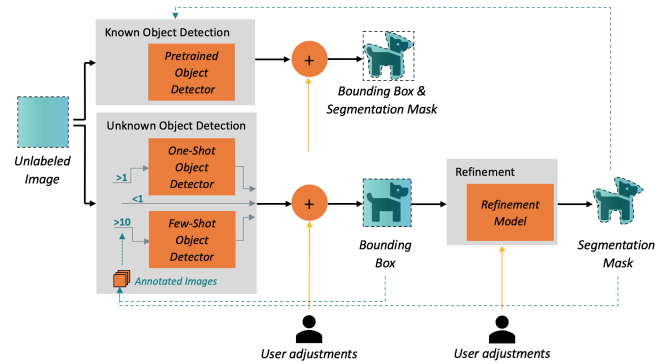 Known Object Detection
Pretrained
Object
Detector
+
Bounding Box &
Segmentation Mask
Unlabeled
Image
Unknown Object Detection
One-Shot
Object
Detector
>1
<1
>10
Few-Shot
Object
Detector
Annotated Images
+
Bounding
Box
Refinement
Refinement
Model
Segmentation
Mask
User adjustments
User adjustments